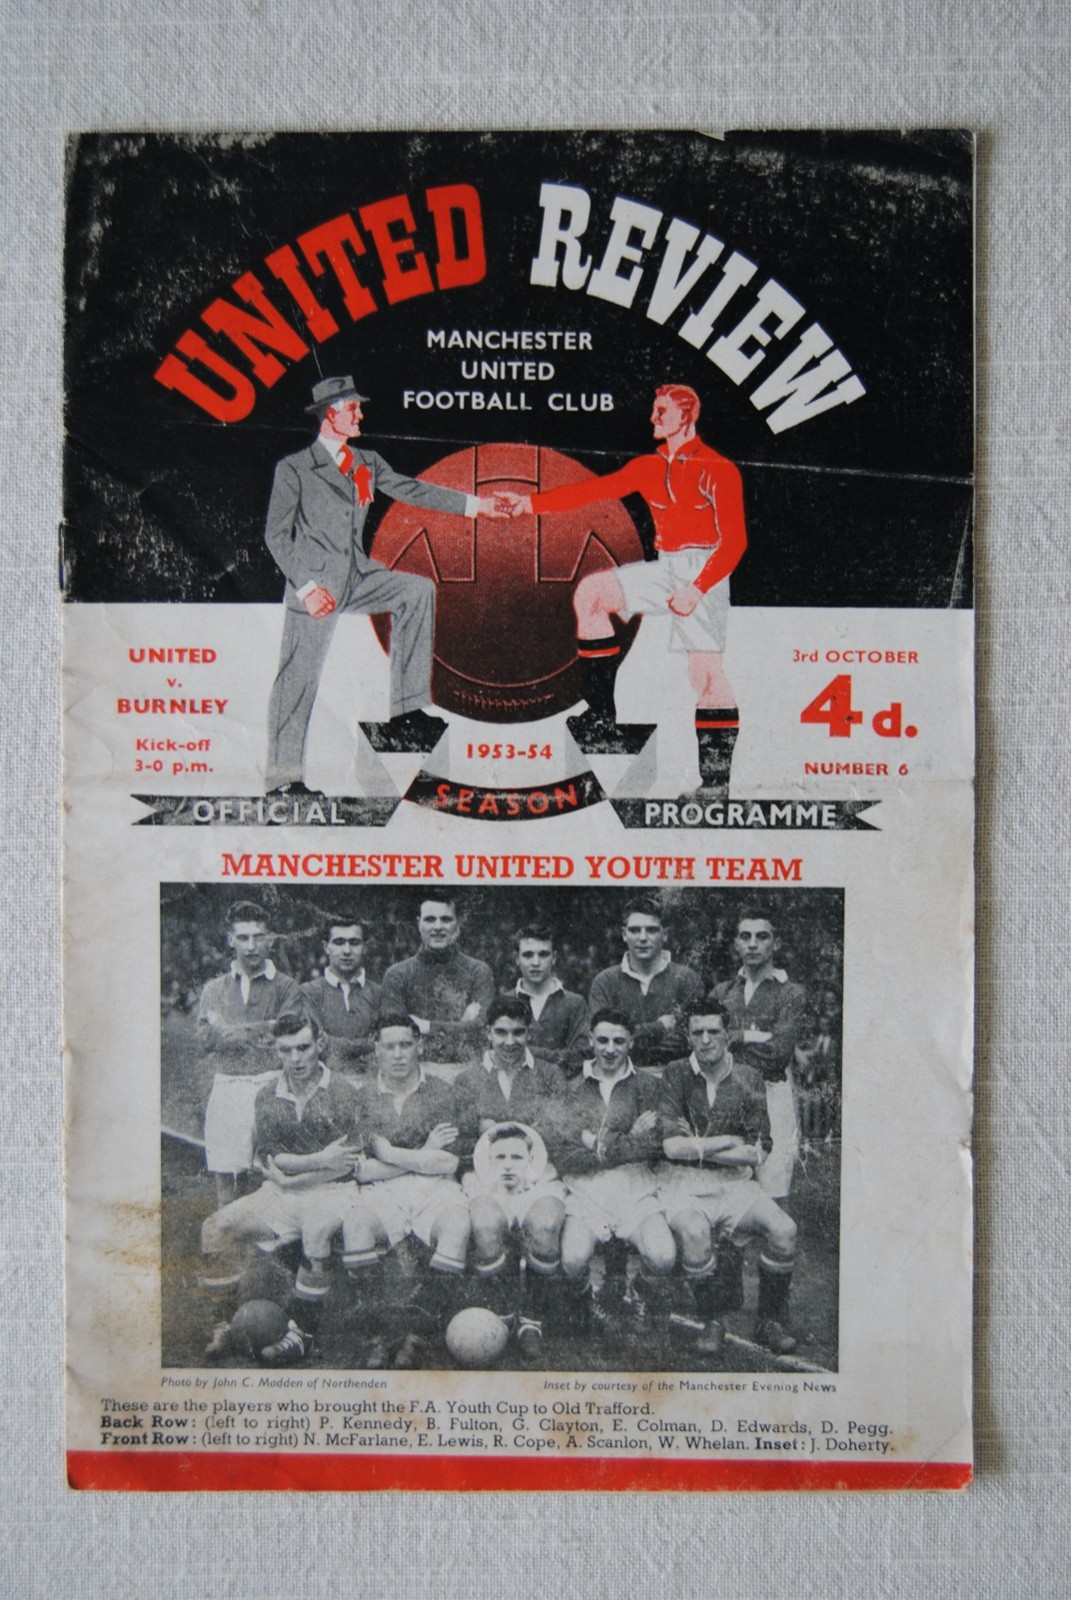 UNITED REVIEW
MANCHESTER
UNITED
FOOTBALL CLUB
UNITED
v.
BURNLEY
Kick-off
3-0 p.m.
3rd OCTOBER
4d.
NUMBER 6
1953-54
SEASON
OFFICIAL
PROGRAMME
MANCHESTER UNITED YOUTH TEAM
Photo by John C. Madden of Northenden
Inset by courtesy of the Manchester Evening News
These are the players who brought the F.A. Youth Cup to Old Trafford.
Back Row: (left to right) P. Kennedy, B. Fulton, G. Clayton, E. Colman, D. Edwards, D. Pegg.
Front Row: (left to right) N. McFarlane, E. Lewis, R. Cope, A. Scanlon, W. Whelan. Inset: J. Doherty.